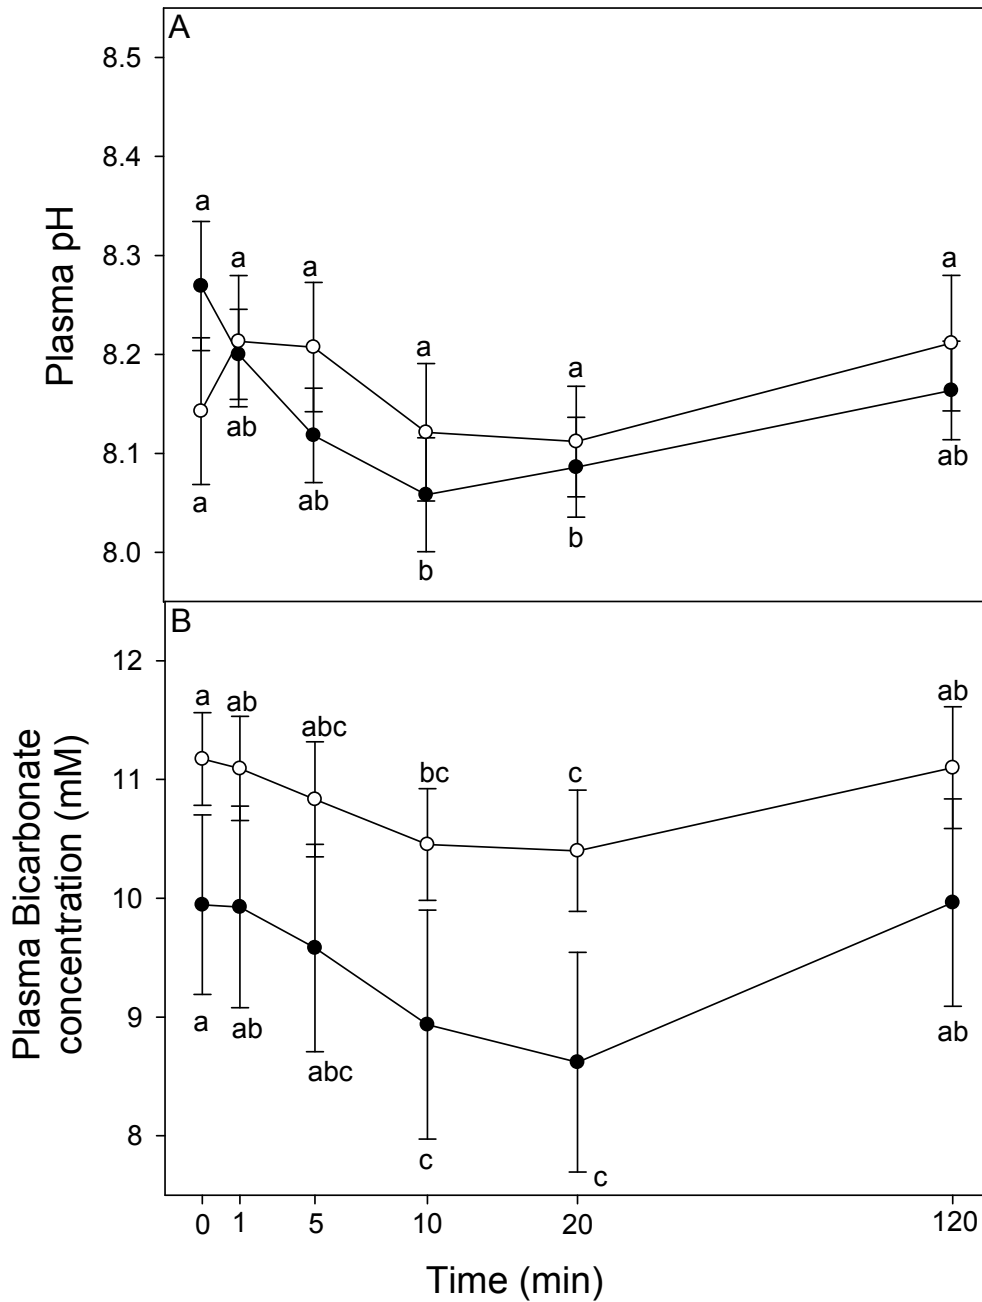 A
8.5
8.4
8.3
8.2
8.1
8.0
Plasma pH
a
a
a
a
a
a
a
ab
ab
b
b
ab
B
12
11
10
9
8
Plasma Bicarbonate
concentration (mM)
a
ab
abc
bc
c
ab
a
ab
abc
c
c
ab
0
1
5
10
20
120
Time (min)